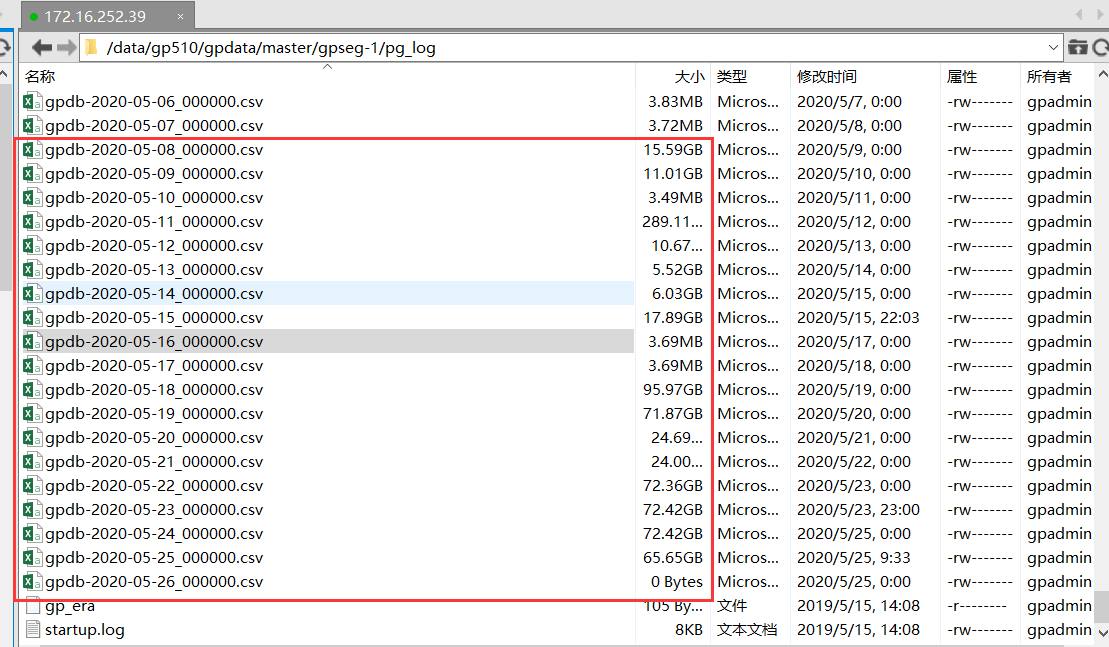 172.16.252.39 ×
/data/gp510/gpdata/master/gpseg-1/pg_log
名称 大小 类型 修改时间 属性 所有者
gpdb-2020-05-06_000000.csv 3.83MB Micros... 2020/5/7, 0:00 -rw------- gpadmin
gpdb-2020-05-07_000000.csv 3.72MB Micros... 2020/5/8, 0:00 -rw------- gpadmin
gpdb-2020-05-08_000000.csv 15.59GB Micros... 2020/5/9, 0:00 -rw------- gpadmin
gpdb-2020-05-09_000000.csv 11.01GB Micros... 2020/5/10, 0:00 -rw------- gpadmin
gpdb-2020-05-10_000000.csv 3.49MB Micros... 2020/5/11, 0:00 -rw------- gpadmin
gpdb-2020-05-11_000000.csv 289.11... Micros... 2020/5/12, 0:00 -rw------- gpadmin
gpdb-2020-05-12_000000.csv 10.67... Micros... 2020/5/13, 0:00 -rw------- gpadmin
gpdb-2020-05-13_000000.csv 5.52GB Micros... 2020/5/14, 0:00 -rw------- gpadmin
gpdb-2020-05-14_000000.csv 6.03GB Micros... 2020/5/15, 0:00 -rw------- gpadmin
gpdb-2020-05-15_000000.csv 17.89GB Micros... 2020/5/15, 22:03 -rw------- gpadmin
gpdb-2020-05-16_000000.csv 3.69MB Micros... 2020/5/17, 0:00 -rw------- gpadmin
gpdb-2020-05-17_000000.csv 3.69MB Micros... 2020/5/18, 0:00 -rw------- gpadmin
gpdb-2020-05-18_000000.csv 95.97GB Micros... 2020/5/19, 0:00 -rw------- gpadmin
gpdb-2020-05-19_000000.csv 71.87GB Micros... 2020/5/20, 0:00 -rw------- gpadmin
gpdb-2020-05-20_000000.csv 24.69... Micros... 2020/5/21, 0:00 -rw------- gpadmin
gpdb-2020-05-21_000000.csv 24.00... Micros... 2020/5/22, 0:00 -rw------- gpadmin
gpdb-2020-05-22_000000.csv 72.36GB Micros... 2020/5/23, 0:00 -rw------- gpadmin
gpdb-2020-05-23_000000.csv 72.42GB Micros... 2020/5/23, 23:00 -rw------- gpadmin
gpdb-2020-05-24_000000.csv 72.42GB Micros... 2020/5/25, 0:00 -rw------- gpadmin
gpdb-2020-05-25_000000.csv 65.65GB Micros... 2020/5/25, 9:33 -rw------- gpadmin
gpdb-2020-05-26_000000.csv 0 Bytes Micros... 2020/5/25, 0:00 -rw------- gpadmin
gp_era 105 By... 文件 2019/5/15, 14:08 -r-------- gpadmin
startup.log 8KB 文本文档 2019/5/15, 14:08 -rw------- gpadmin